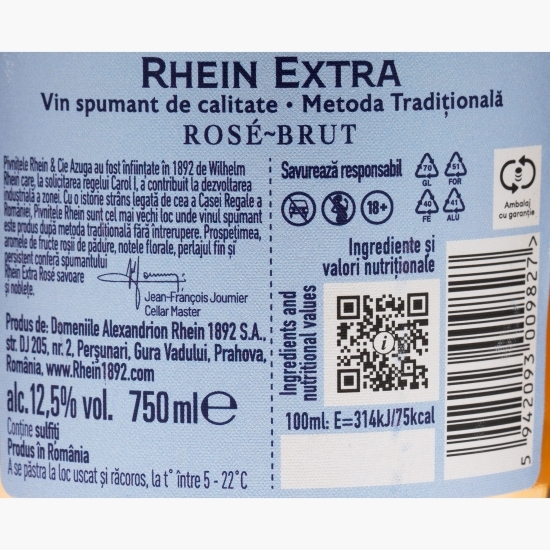 RHEIN EXTRA
Vin spumant de calitate • Metoda Tradițională
ROSÉ~BRUT
Pivnițele Rhein & Cie Azuga au fost înființate în 1892 de Wilhelm
Rhein care, la solicitarea regelui Carol I, a contribuit la dezvoltarea
industrială a zonei. Cu o istorie strâns legată de cea a Casei Regale a
României, Pivnițele Rhein sunt cel mai vechi loc unde vinul spumant
este produs după metoda tradițională fără întrerupere. Prospețimea,
aromele de fructe roșii de pădure, notele florale, perlajul fin și
persistent conferă spumantului
Rhein Extra Rosé savoare
și noblețe.
Jean-François Joumier
Cellar Master
Produs de: Domeniile Alexandrion Rhein 1892 S.A.,
str. DJ 205, nr. 2, Perșunari, Gura Vadului, Prahova,
România, www.Rhein1892.com
alc.12,5% vol. 750 ml e
Conține sulfiți
Produs în România
A se păstra la loc uscat și răcoros, la t° între 5 - 22°C
Savurează responsabil
18+
70
GL
51
FOR
40
FE
41
ALU
Ambalaj
cu garanție
Ingrediente și
valori nutriționale
Ingredients and
nutritional values
i
100ml: E=314kJ/75kcal
5 942093 009827 >